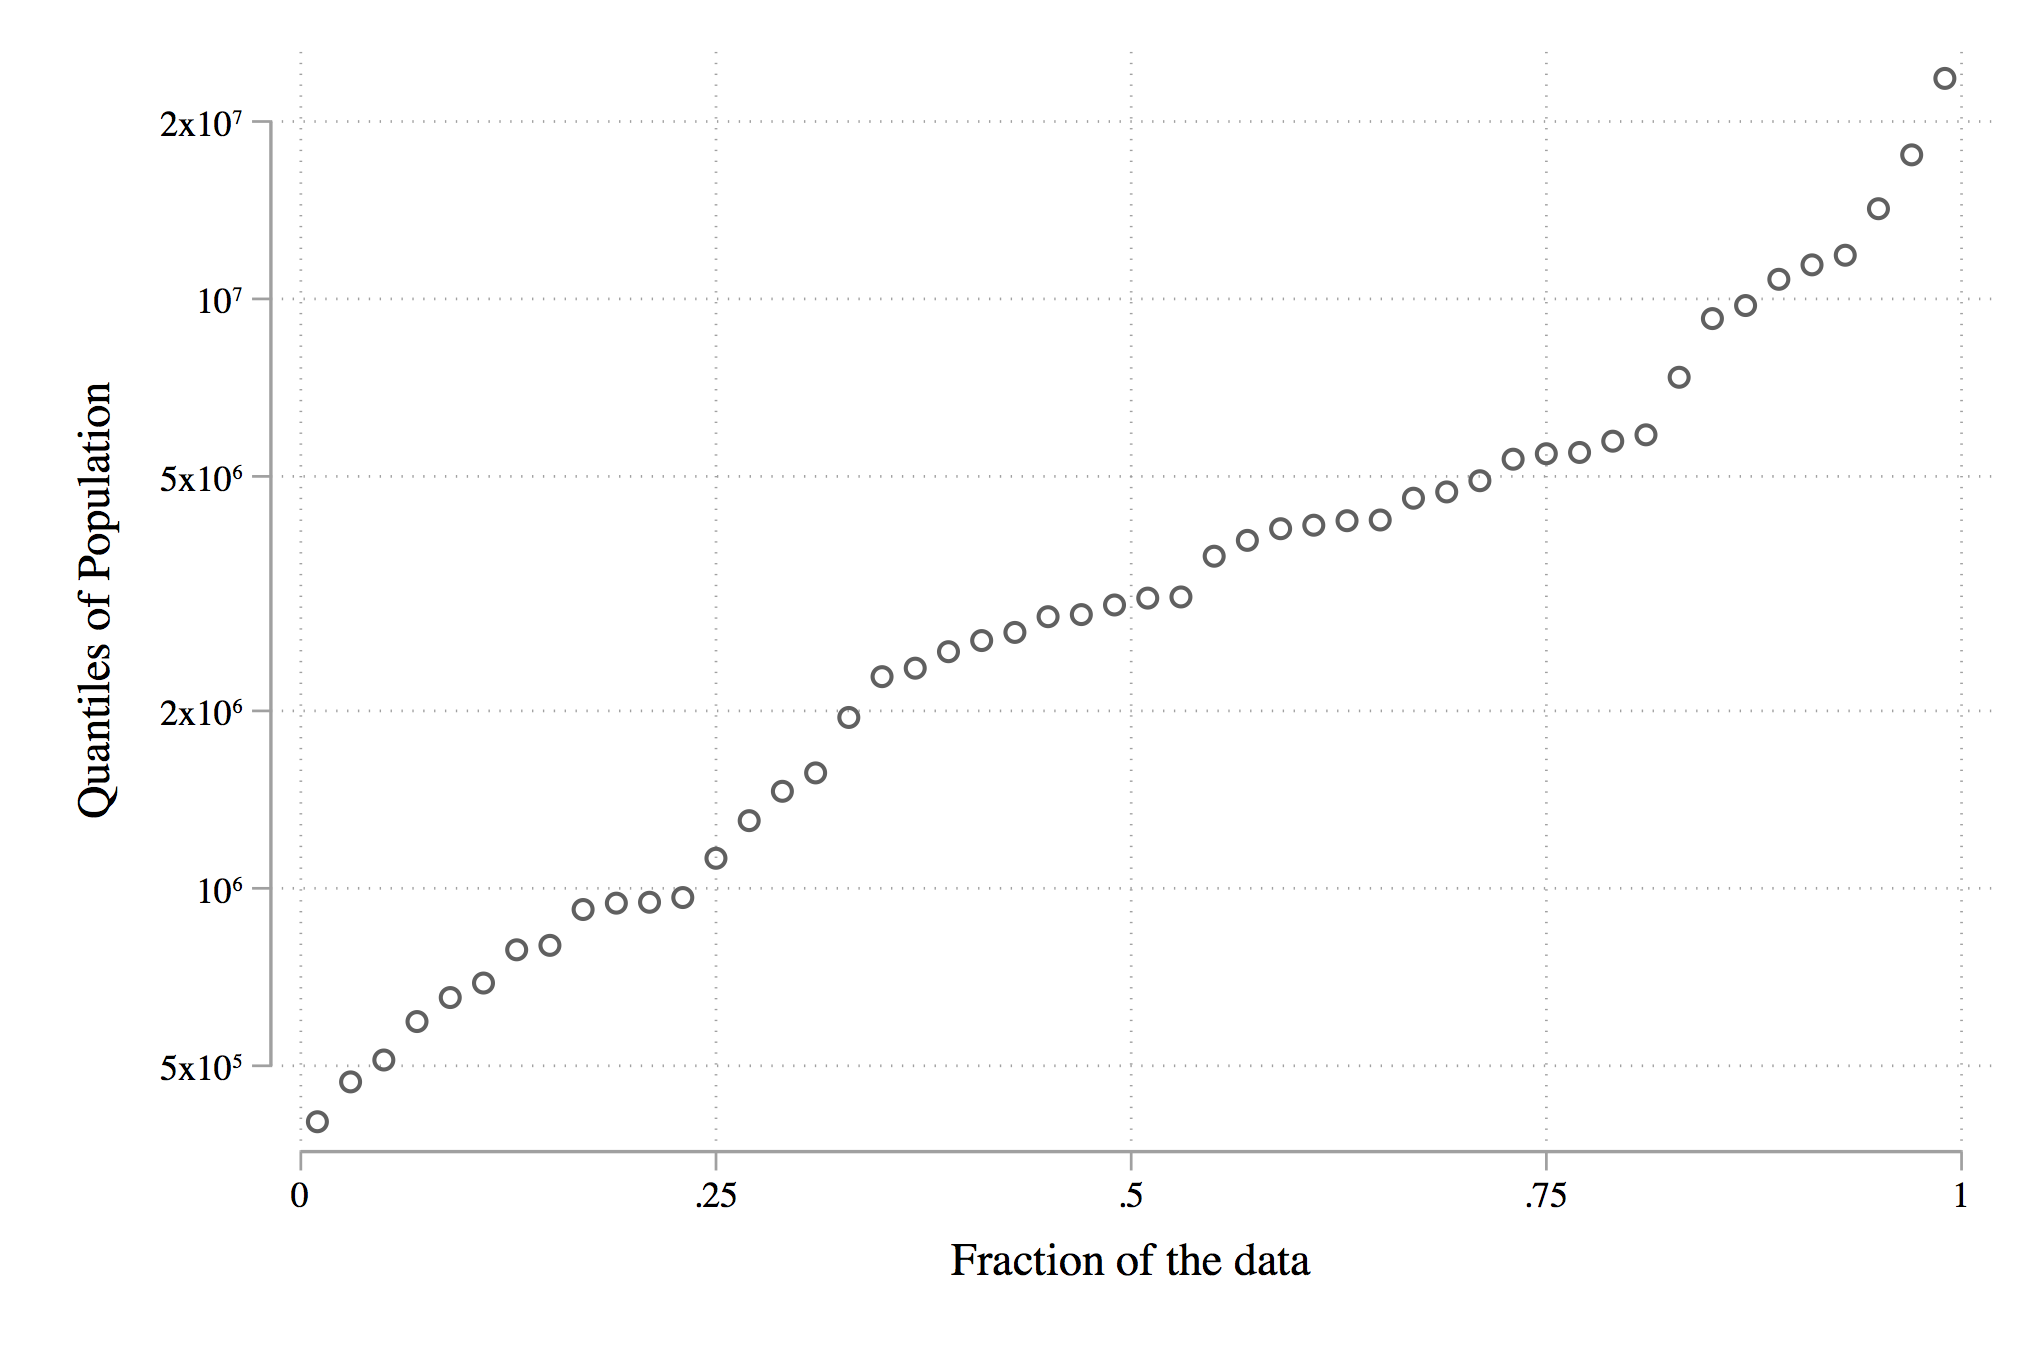 Quantiles of Population
2x10⁷
10⁷
5x10⁶
2x10⁶
10⁶
5x10⁵
0 .25 .5 .75 1
Fraction of the data